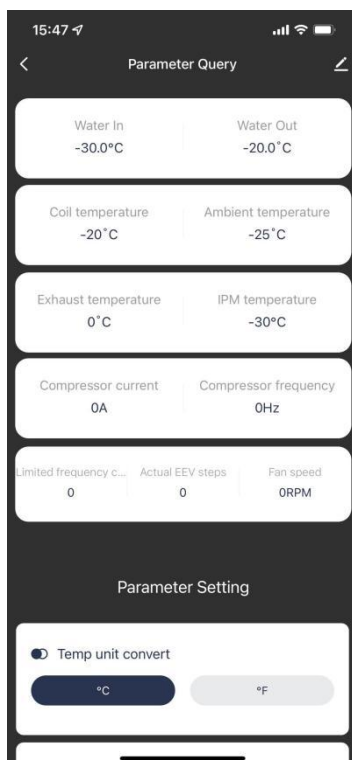 15:47
Parameter Query
Water In Water Out
-30.0°C -20.0°C
Coil temperature Ambient temperature
-20°C -25°C
Exhaust temperature IPM temperature
0°C -30°C
Compressor current Compressor frequency
0A 0Hz
Limited frequency c... Actual EEV steps Fan speed
0 0 0RPM
Parameter Setting
Temp unit convert
°C °F